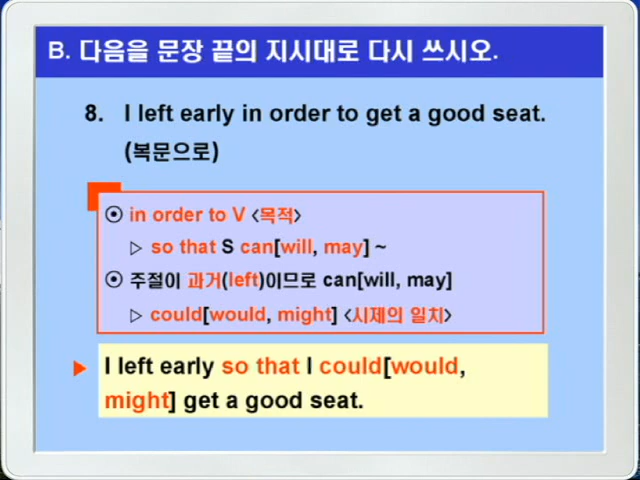 B. 다음을 문장 끝의 지시대로 다시 쓰시오.
8. I left early in order to get a good seat.
(복문으로)
⊙ in order to V <목적>
▷ so that S can[will, may] ~
⊙ 주절이 과거(left)이므로 can[will, may]
▷ could[would, might] <시제의 일치>
▶ I left early so that I could[would,
might] get a good seat.